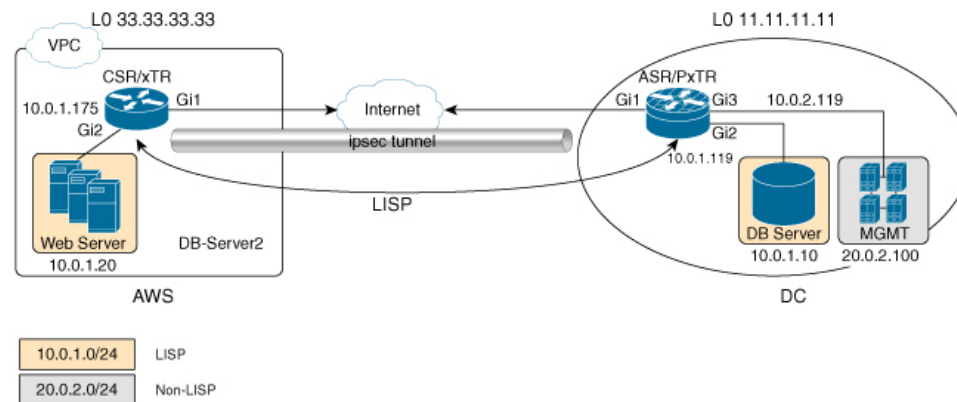 L0 33.33.33.33
L0 11.11.11.11
VPC
CSR/xTR
ASR/PxTR
10.0.1.175
Gi1
Internet
Gi1
Gi3
10.0.2.119
Gi2
Gi2
ipsec tunnel
10.0.1.119
LISP
Web Server
DB-Server2
DB Server
MGMT
10.0.1.20
10.0.1.10
20.0.2.100
AWS
DC
10.0.1.0/24 LISP
20.0.2.0/24 Non-LISP